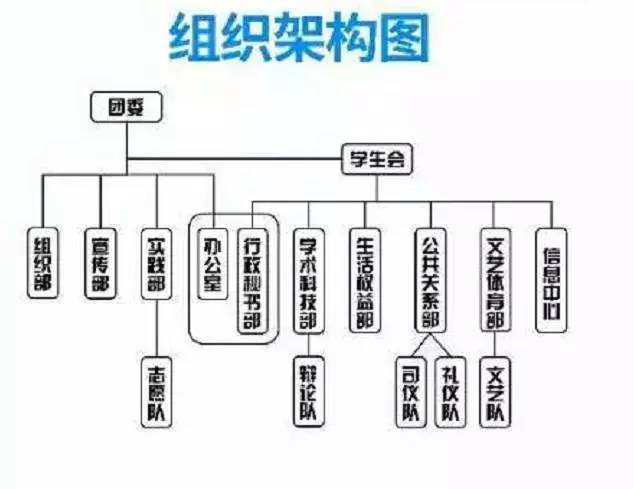 组织架构图
团委
学生会
组织部
宣传部
实践部
办公室
行政秘书部
学术科技部
生活权益部
公共关系部
文艺体育部
信息中心
志愿队
辩论队
司仪队
礼仪队
文艺队